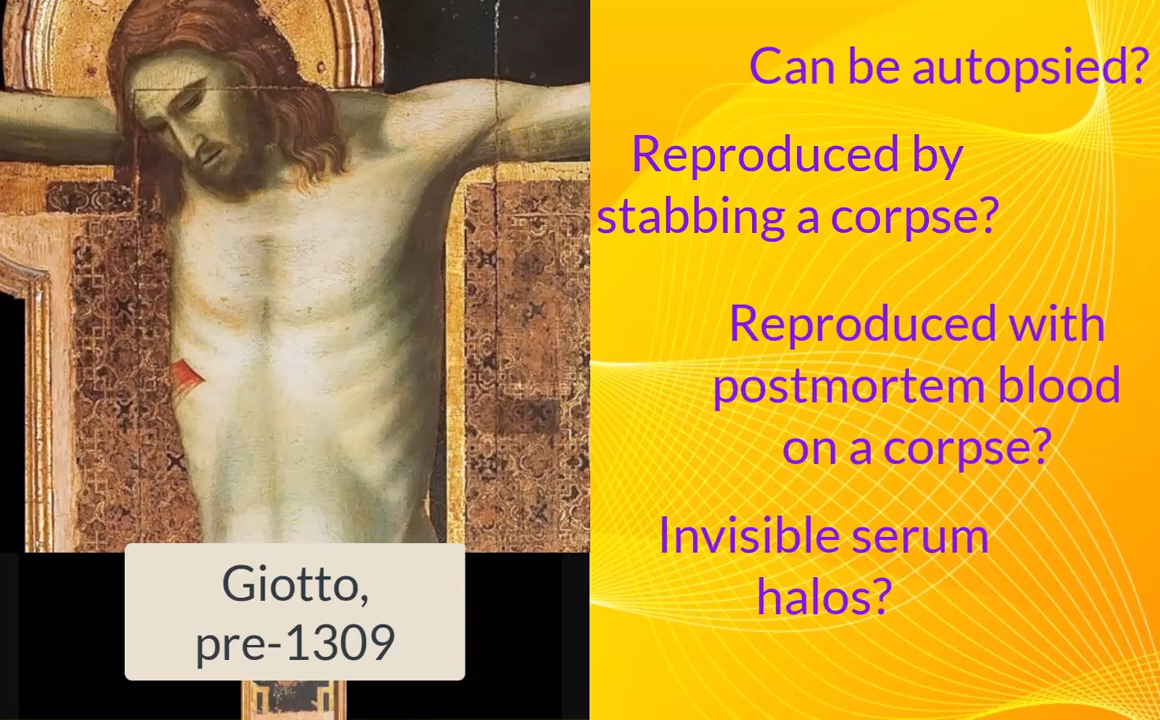 Can be autopsied?
Reproduced by
stabbing a corpse?
Reproduced with
postmortem blood
on a corpse?
Invisible serum
halos?
Giotto,
pre-1309